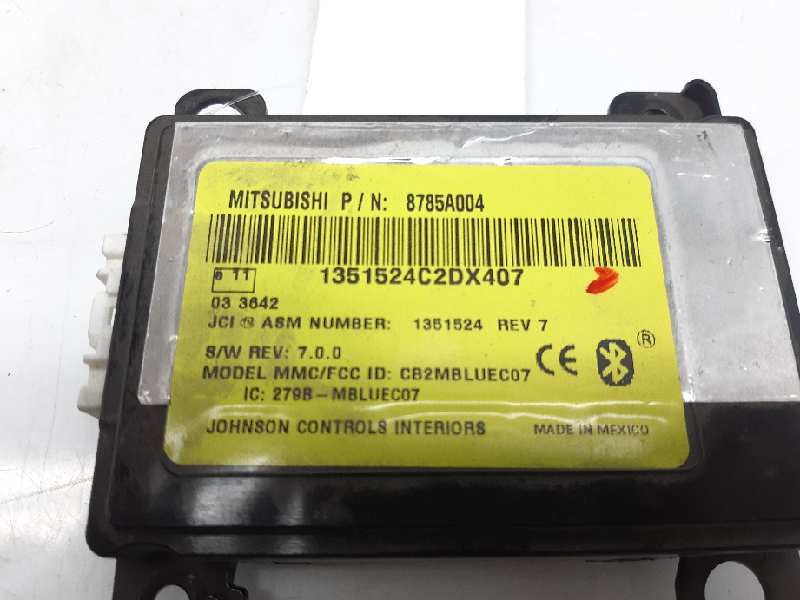 MITSUBISHI P/N: 8785A004
1351524C2DX407
e 11
03 3642
JCI ASM NUMBER: 1351524 REV 7
S/W REV: 7.0.0
MODEL MMC/FCC ID: CB2MBLUEC07
IC: 279B-MBLUEC07
CE ®
JOHNSON CONTROLS INTERIORS MADE IN MEXICO